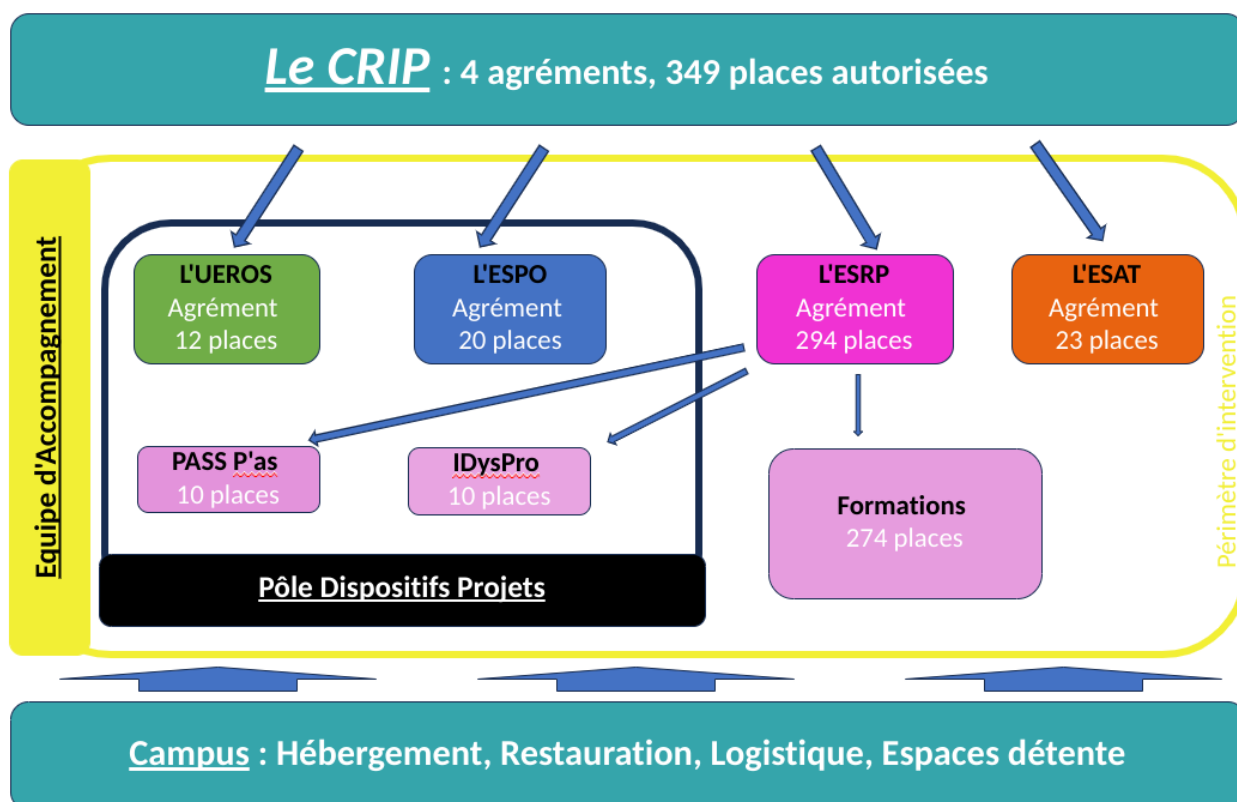 Le CRIP : 4 agréments, 349 places autorisées
Equipe d'Accompagnement
L'UEROS
Agrément
12 places
L'ESPO
Agrément
20 places
L'ESRP
Agrément
294 places
L'ESAT
Agrément
23 places
Périmètre d'intervention
PASS P'as
10 places
IDysPro
10 places
Formations
274 places
Pôle Dispositifs Projets
Campus : Hébergement, Restauration, Logistique, Espaces détente